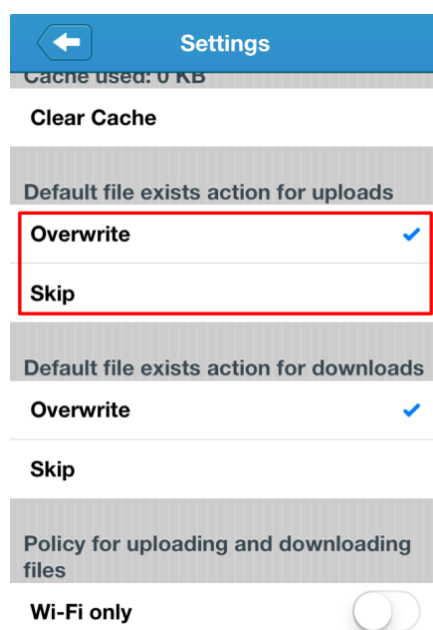 Settings
Cache used: 0 KB
Clear Cache
Default file exists action for uploads
Overwrite
Skip
Default file exists action for downloads
Overwrite
Skip
Policy for uploading and downloading
files
Wi-Fi only